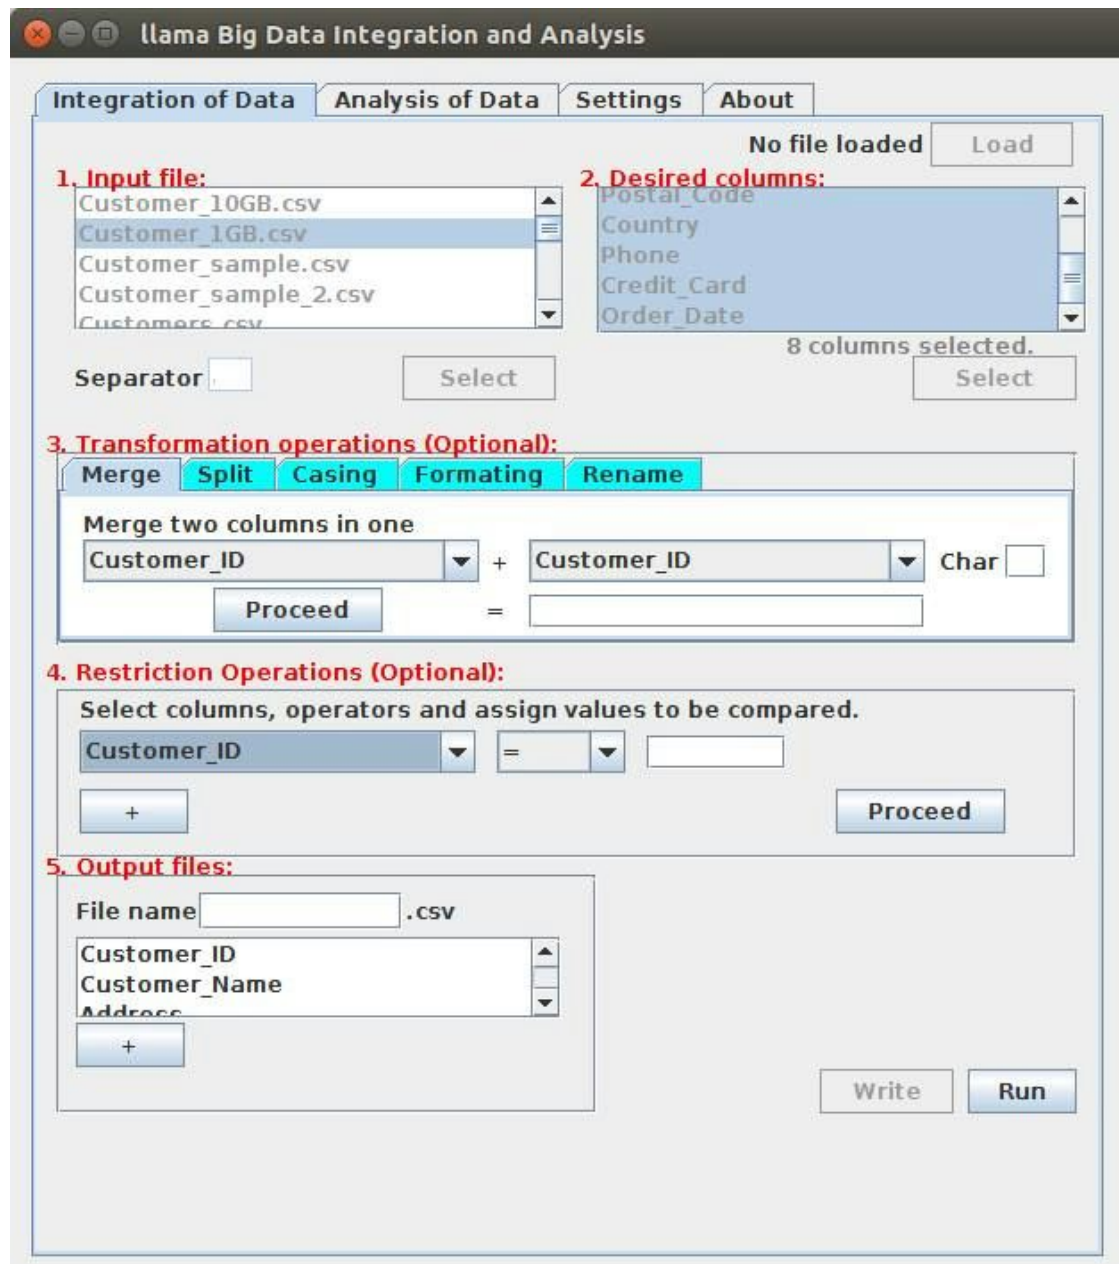 llama Big Data Integration and Analysis
Integration of Data Analysis of Data Settings About
No file loaded Load
1. Input file: 2. Desired columns:
Customer_10GB.csv
Customer_1GB.csv
Customer_sample.csv
Customer_sample_2.csv
Customers.csv
Postal_Code
Country
Phone
Credit_Card
Order_Date
8 columns selected.
Separator Select Select
3. Transformation operations (Optional):
Merge Split Casing Formating Rename
Merge two columns in one
Customer_ID + Customer_ID Char
Proceed =
4. Restriction Operations (Optional):
Select columns, operators and assign values to be compared.
Customer_ID =
+ Proceed
5. Output files:
File name .csv
Customer_ID
Customer_Name
Address
+
Write Run